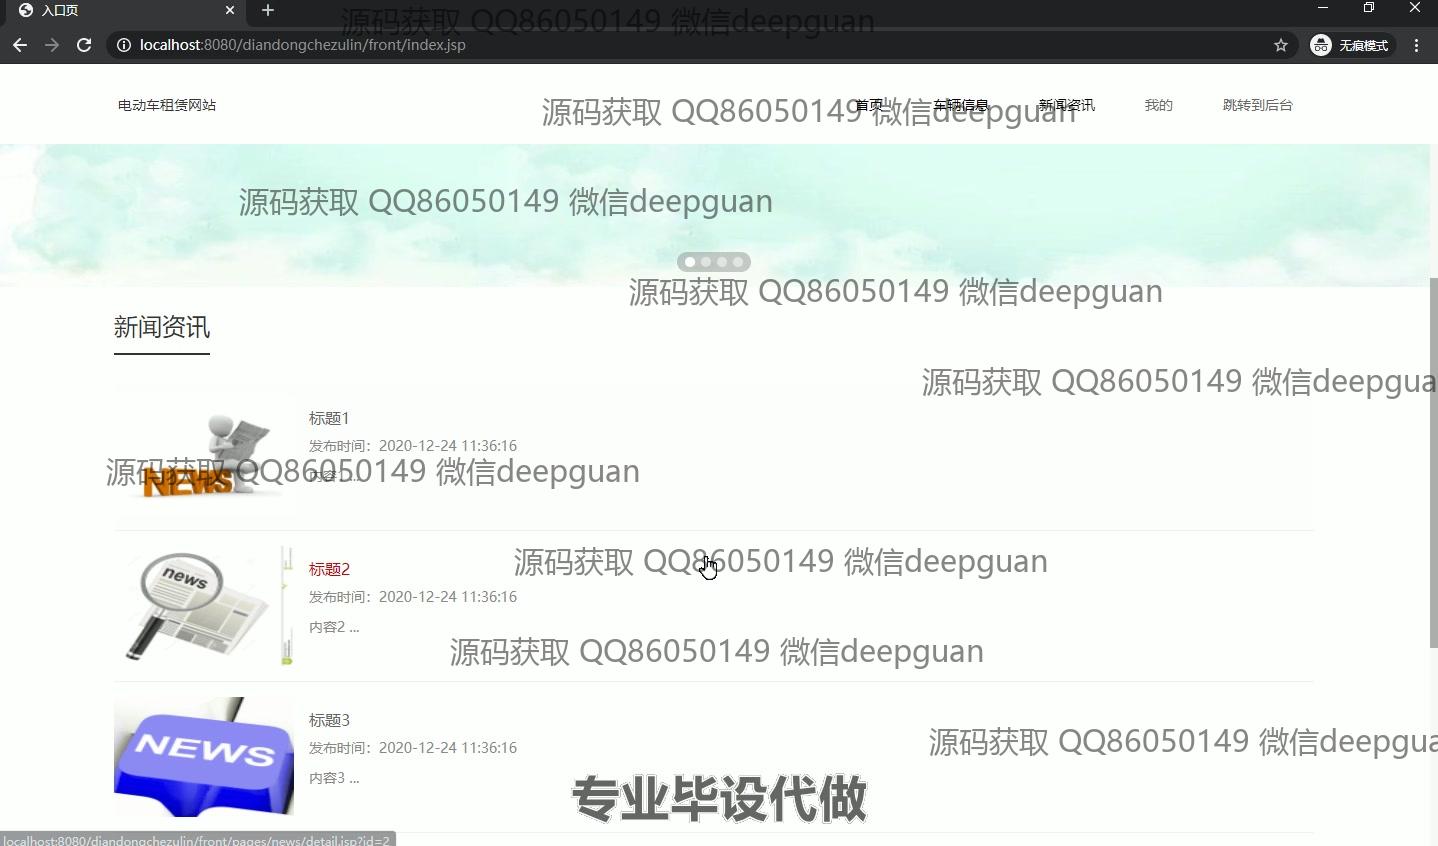 入口页
源码获取 QQ86050149 微信deepguan
localhost:8080/diandongchezulin/front/index.jsp
无痕模式
电动车租赁网站
首页
车辆信息
新闻资讯
我的
跳转到后台
源码获取 QQ86050149 微信deepguan
源码获取 QQ86050149 微信deepguan
源码获取 QQ86050149 微信deepguan
新闻资讯
源码获取 QQ86050149 微信deepgua
标题1
发布时间：2020-12-24 11:36:16
NEWS
源码获取 QQ86050149 微信deepguan
源码获取 QQ86050149 微信deepguan
news
标题2
发布时间：2020-12-24 11:36:16
内容2 ...
源码获取 QQ86050149 微信deepguan
标题3
NEWS
发布时间：2020-12-24 11:36:16
源码获取 QQ86050149 微信deepgua
内容3 ...
专业毕设代做
localhost:8080/diandongchezulin/front/pages/news/detail.jsp?id=2